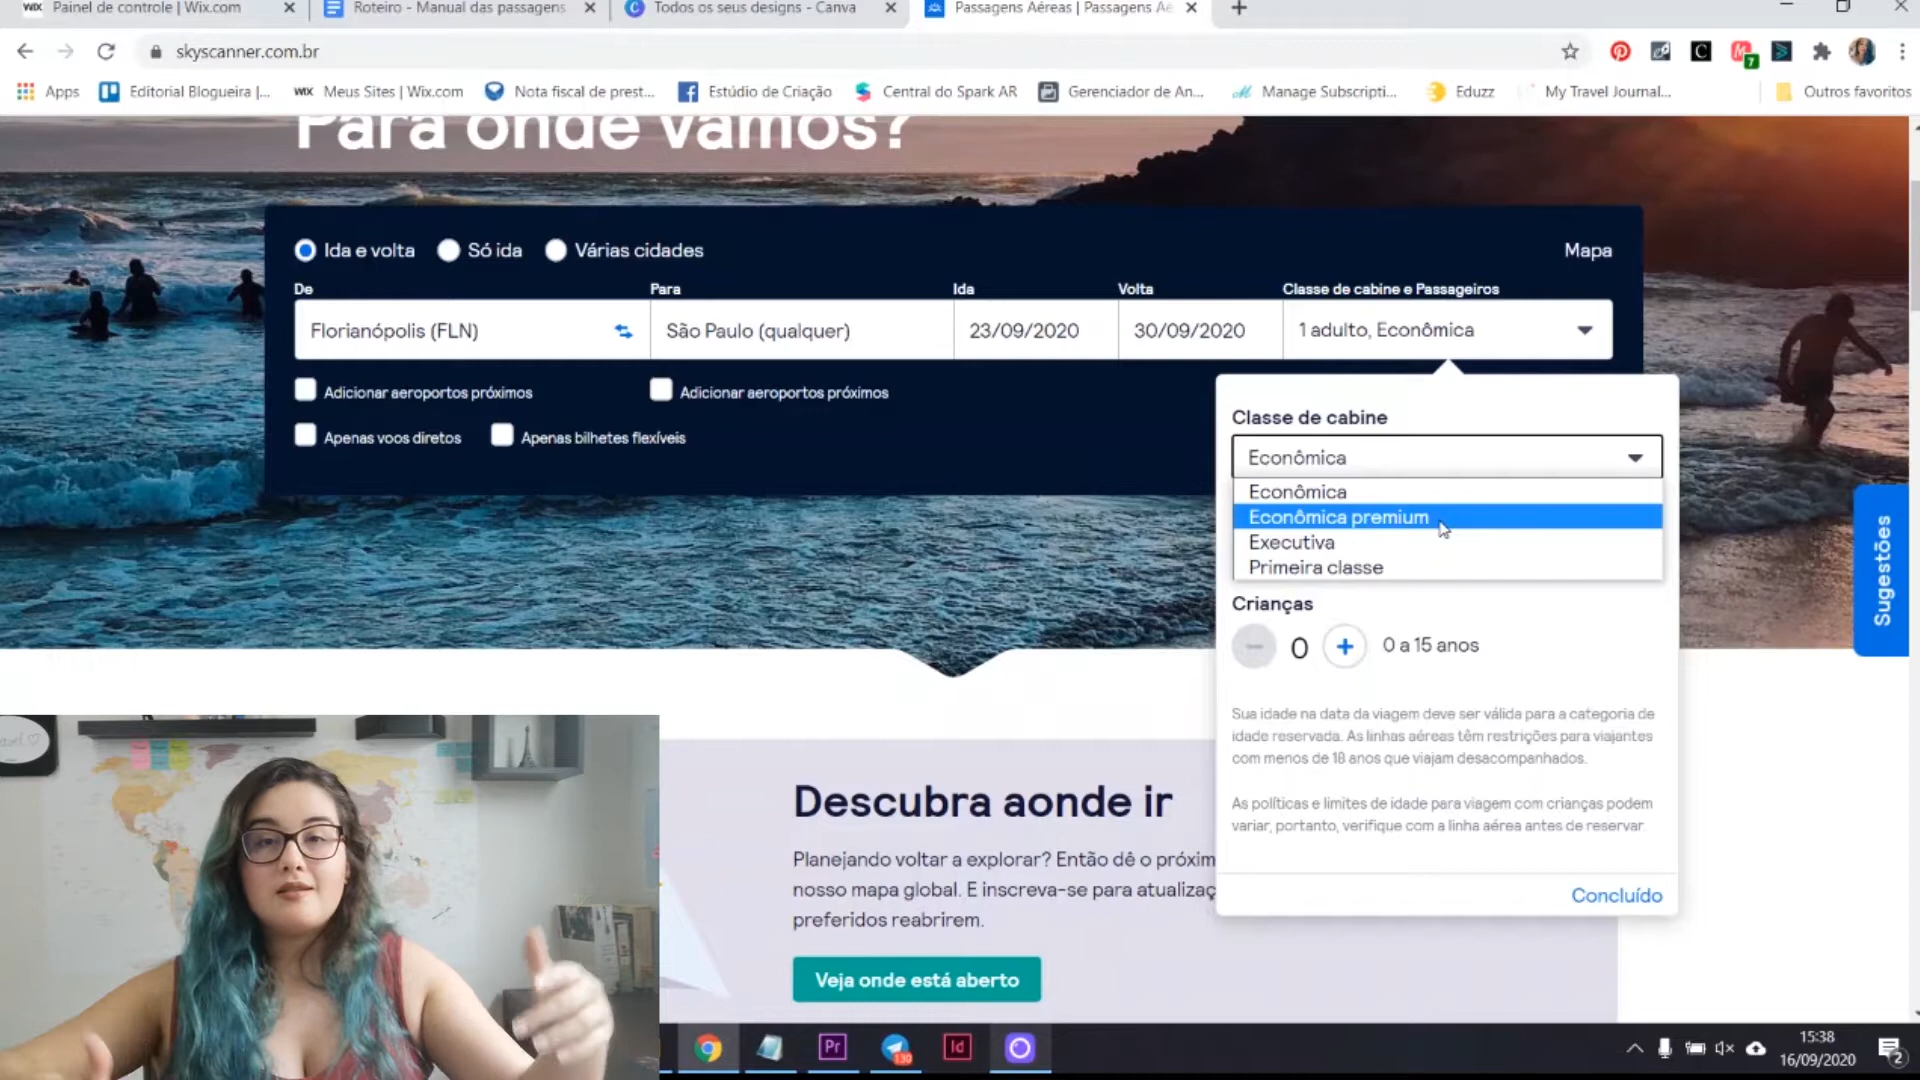 WIX Painel de controle | Wix.com
Roteiro - Manual das passagens
Todos os seus designs - Canva
Passagens Aéreas | Passagens Aé
skyscanner.com.br
7
Apps
Editorial Blogueira |...
WIX Meus Sites | Wix.com
Nota fiscal de prest...
Estúdio de Criação
Central do Spark AR
Gerenciador de An...
Manage Subscripti...
Eduzz
My Travel Journal...
Outros favoritos
Para onde vamos?
Ida e volta
Só ida
Várias cidades
Mapa
De
Para
Ida
Volta
Classe de cabine e Passageiros
Florianópolis (FLN)
São Paulo (qualquer)
23/09/2020
30/09/2020
1 adulto, Econômica
Adicionar aeroportos próximos
Adicionar aeroportos próximos
Apenas voos diretos
Apenas bilhetes flexíveis
Classe de cabine
Econômica
Econômica
Econômica premium
Executiva
Primeira classe
Crianças
0
0 a 15 anos
Sua idade na data da viagem deve ser válida para a categoria de
idade reservada. As linhas aéreas têm restrições para viajantes
com menos de 18 anos que viajam desacompanhados.
As políticas e limites de idade para viagem com crianças podem
variar, portanto, verifique com a linha aérea antes de reservar.
Concluído
Sugestões
Descubra aonde ir
Planejando voltar a explorar? Então dê o próxim
nosso mapa global. E inscreva-se para atualizaç
preferidos reabrirem.
Veja onde está aberto
Pr
130
Id
15:38
16/09/2020
2